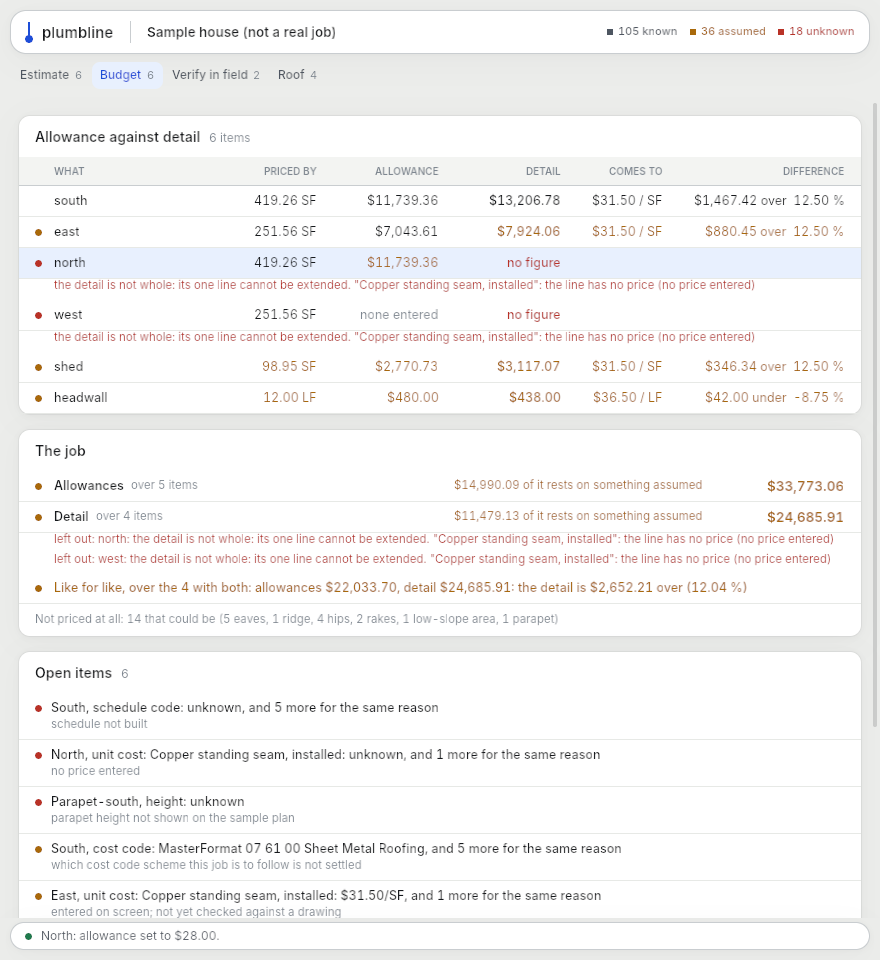 plumbline Sample house (not a real job) 105 known 36 assumed 18 unknown
Estimate 6 Budget 6 Verify in field 2 Roof 4
Allowance against detail 6 items
WHAT PRICED BY ALLOWANCE DETAIL COMES TO DIFFERENCE
south 419.26 SF $11,739.36 $13,206.78 $31.50 / SF $1,467.42 over 12.50 %
east 251.56 SF $7,043.61 $7,924.06 $31.50 / SF $880.45 over 12.50 %
north 419.26 SF $11,739.36 no figure
the detail is not whole: its one line cannot be extended. "Copper standing seam, installed": the line has no price (no price entered)
west 251.56 SF none entered no figure
the detail is not whole: its one line cannot be extended. "Copper standing seam, installed": the line has no price (no price entered)
shed 98.95 SF $2,770.73 $3,117.07 $31.50 / SF $346.34 over 12.50 %
headwall 12.00 LF $480.00 $438.00 $36.50 / LF $42.00 under -8.75 %
The job
Allowances over 5 items $14,990.09 of it rests on something assumed $33,773.06
Detail over 4 items $11,479.13 of it rests on something assumed $24,685.91
left out: north: the detail is not whole: its one line cannot be extended. "Copper standing seam, installed": the line has no price (no price entered)
left out: west: the detail is not whole: its one line cannot be extended. "Copper standing seam, installed": the line has no price (no price entered)
Like for like, over the 4 with both: allowances $22,033.70, detail $24,685.91: the detail is $2,652.21 over (12.04 %)
Not priced at all: 14 that could be (5 eaves, 1 ridge, 4 hips, 2 rakes, 1 low-slope area, 1 parapet)
Open items 6
South, schedule code: unknown, and 5 more for the same reason
schedule not built
North, unit cost: Copper standing seam, installed: unknown, and 1 more for the same reason
no price entered
Parapet-south, height: unknown
parapet height not shown on the sample plan
South, cost code: MasterFormat 07 61 00 Sheet Metal Roofing, and 5 more for the same reason
which cost code scheme this job is to follow is not settled
East, unit cost: Copper standing seam, installed: $31.50/SF, and 1 more for the same reason
entered on screen; not yet checked against a drawing
North: allowance set to $28.00.